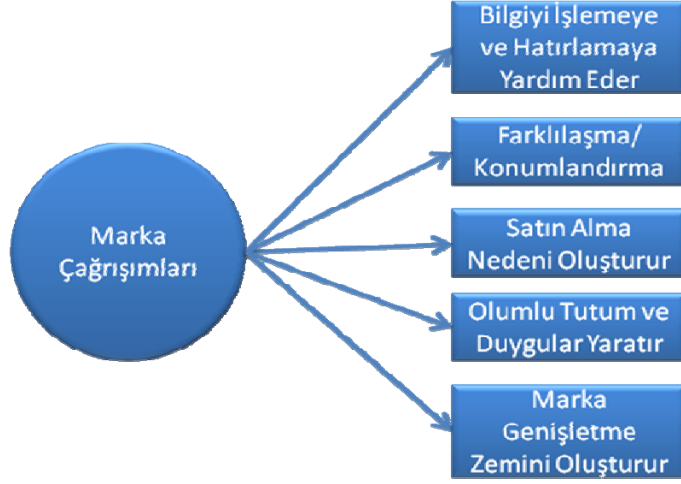 Marka
Çağrışımları
Bilgiyi İşlemeye
ve Hatırlamaya
Yardım Eder
Farklılaşma/
Konumlandırma
Satın Alma
Nedeni Oluşturur
Olumlu Tutum ve
Duygular Yaratır
Marka
Genişletme
Zemini Oluşturur